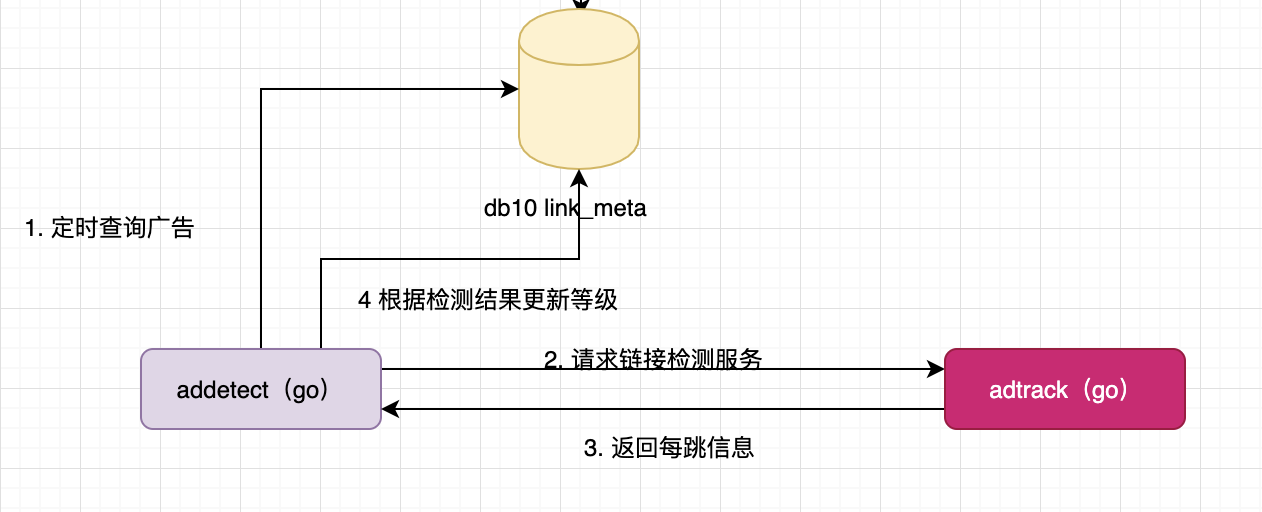 db10 link_meta
1. 定时查询广告
4 根据检测结果更新等级
2. 请求链接检测服务
addetect（go）
adtrack（go）
3. 返回每跳信息